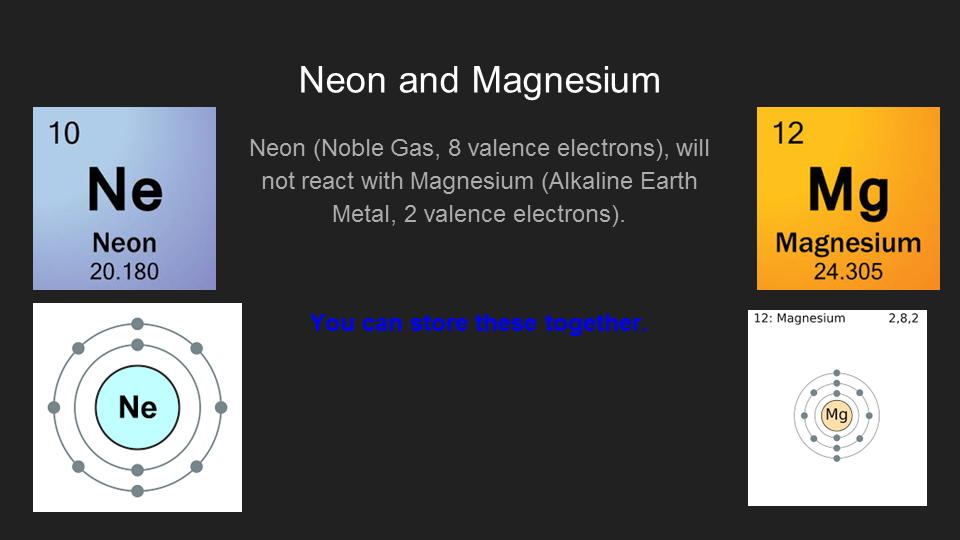 Neon and Magnesium
10
Ne
Neon
20.180
Neon (Noble Gas, 8 valence electrons), will
not react with Magnesium (Alkaline Earth
Metal, 2 valence electrons).
12
Mg
Magnesium
24.305
You can store these together.
Ne
12: Magnesium 2,8,2
Mg